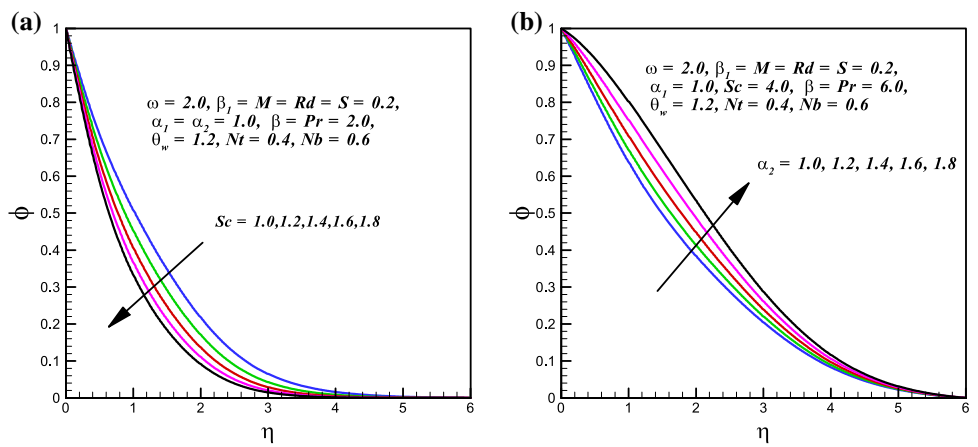 (a)
ω = 2.0, β₁ = M = Rd = S = 0.2,
α₁ = α₂ = 1.0, β = Pr = 2.0,
θw = 1.2, Nt = 0.4, Nb = 0.6
Sc = 1.0,1.2,1.4,1.6,1.8
ϕ
1
0.9
0.8
0.7
0.6
0.5
0.4
0.3
0.2
0.1
0
0 1 2 3 4 5 6
η
(b)
ω = 2.0, β₁ = M = Rd = S = 0.2,
α₁ = 1.0, Sc = 4.0, β = Pr = 6.0,
θw = 1.2, Nt = 0.4, Nb = 0.6
α₂ = 1.0, 1.2, 1.4, 1.6, 1.8
ϕ
1
0.9
0.8
0.7
0.6
0.5
0.4
0.3
0.2
0.1
0
0 1 2 3 4 5 6
η